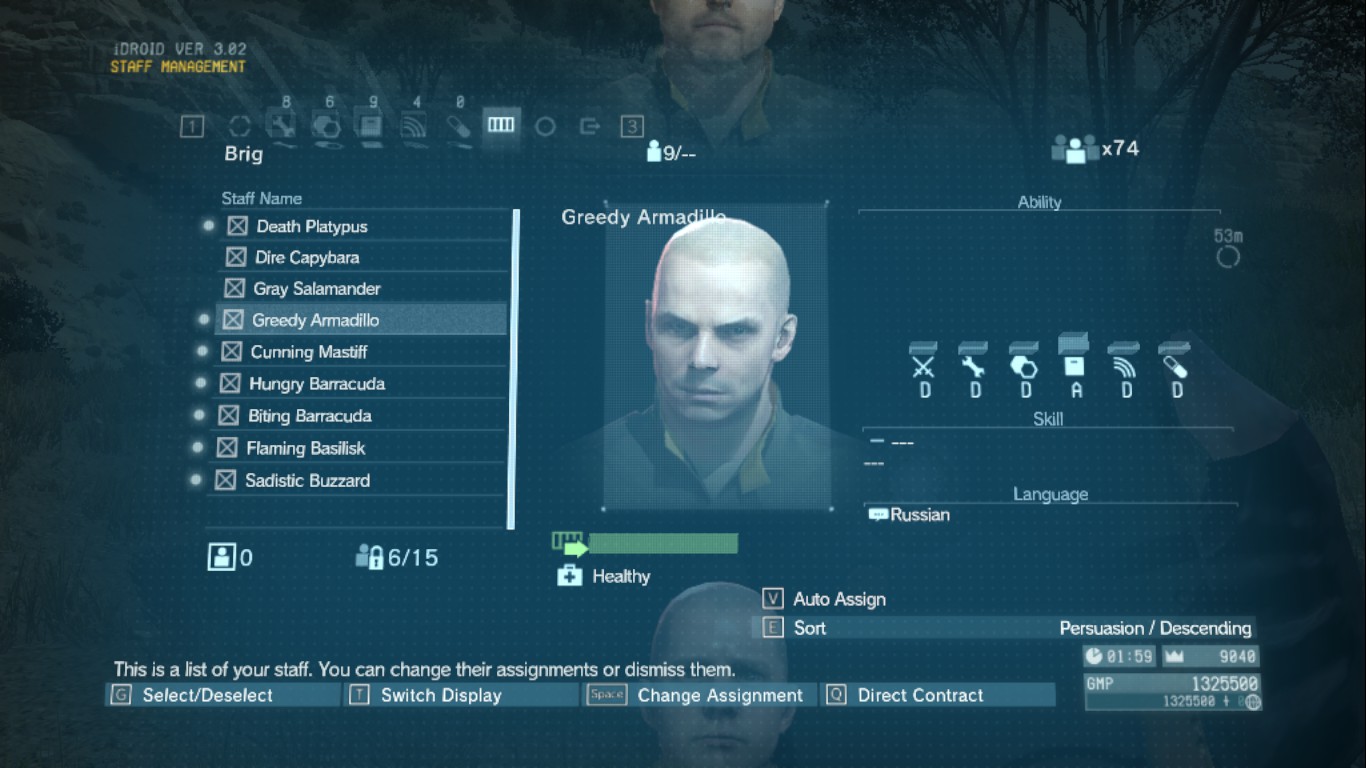 iDROID VER 3.02
STAFF MANAGEMENT
8 6 9 4 0
1 3
Brig
9/--
x74
Staff Name
Death Platypus
Dire Capybara
Gray Salamander
Greedy Armadillo
Cunning Mastiff
Hungry Barracuda
Biting Barracuda
Flaming Basilisk
Sadistic Buzzard
0
6/15
Greedy Armadillo
Healthy
Ability
53m
D D D A D D
Skill
---
---
Language
Russian
V Auto Assign
E Sort Persuasion / Descending
This is a list of your staff. You can change their assignments or dismiss them.
G Select/Deselect T Switch Display Space Change Assignment Q Direct Contract
01:59 9040
GMP 1325500
1325500 + 0